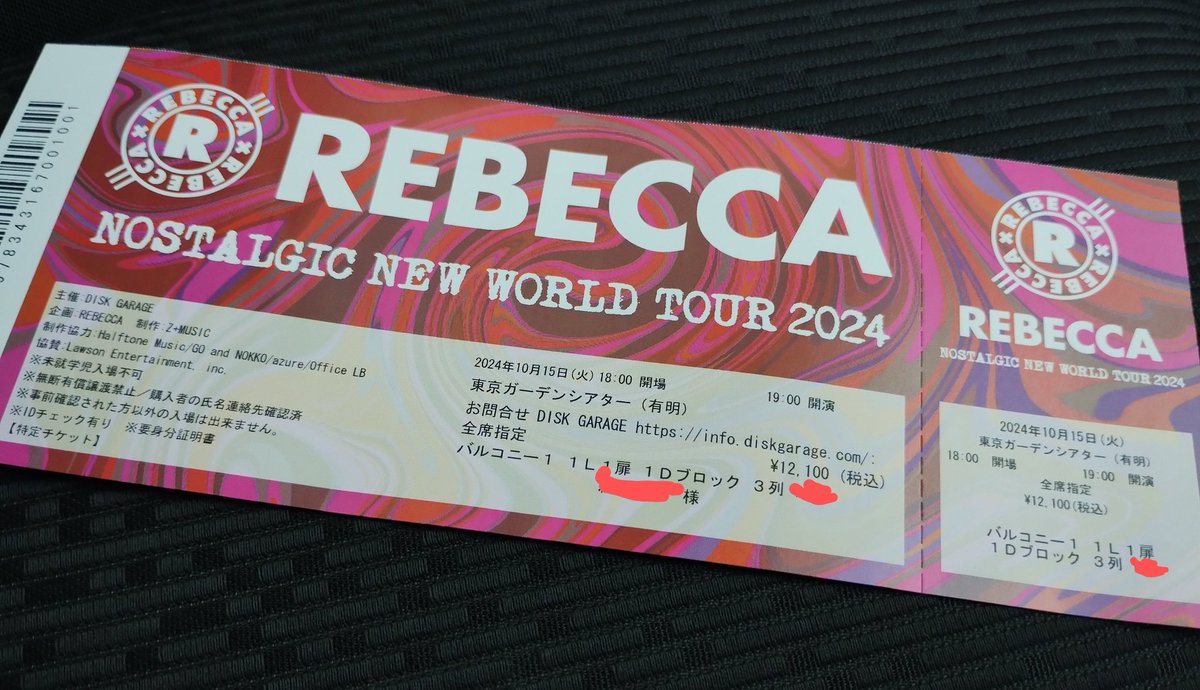 REBECCA × REBECCA × REBECCA
R
REBECCA
NOSTALGIC NEW WORLD TOUR 2024
主催:DISK GARAGE
企画:REBECCA 制作:Z+MUSIC
制作協力:Halftone Music/GO and NOKKO/azure/Office LB
協賛:Lawson Entertainment, inc.
※未就学児入場不可
※無断有償譲渡禁止/購入者の氏名連絡先確認済
※事前確認された方以外の入場は出来ません。
※IDチェック有り ※要身分証明書
【特定チケット】
2024年10月15日(火) 18:00 開場 19:00 開演
東京ガーデンシアター(有明)
お問合せ DISK GARAGE https://info.diskgarage.com/:
全席指定 ¥12,100(税込)
バルコニー1 1L1扉 1Dブロック 3列
様
REBECCA × REBECCA
R
REBECCA
NOSTALGIC NEW WORLD TOUR 2024
2024年10月15日(火)
東京ガーデンシアター(有明)
18:00 開場 19:00 開演
全席指定
¥12,100(税込)
バルコニー1 1L1扉
1Dブロック 3列